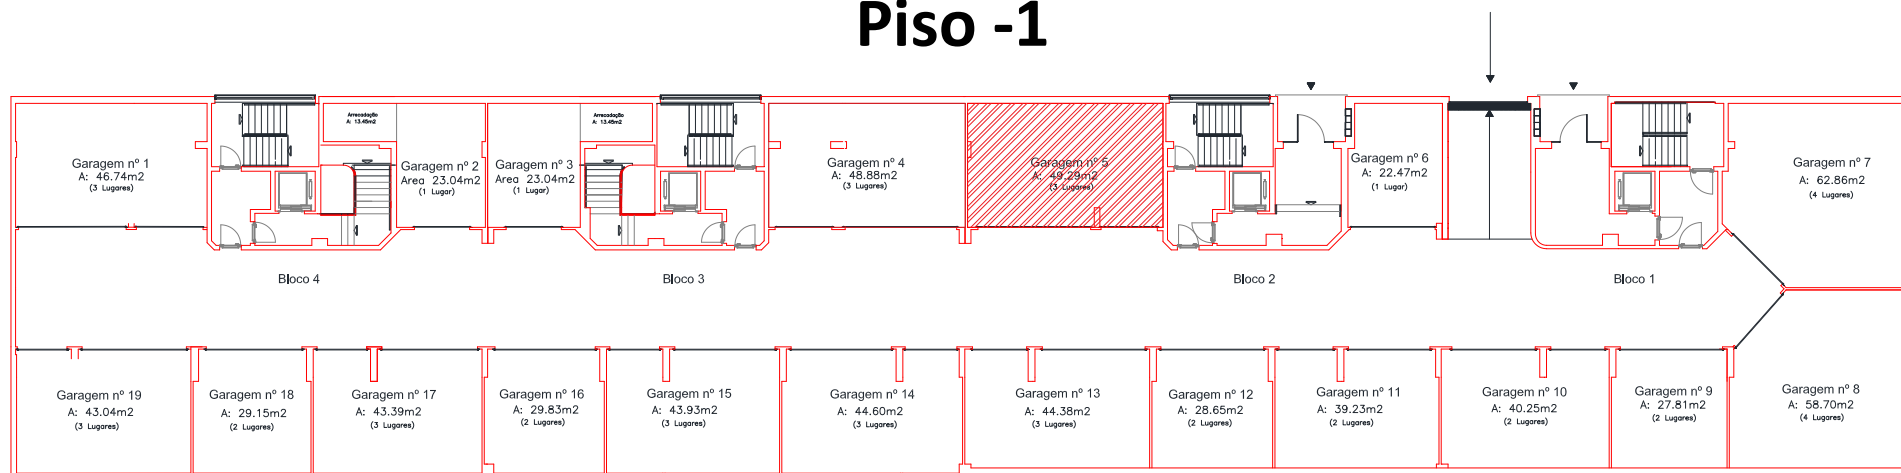 Piso -1
Arrecadação
A: 13.45m2
Arrecadação
A: 13.45m2
Garagem nº 1
A: 46.74m2
(3 Lugares)
Garagem nº 2
Area 23.04m2
(1 Lugar)
Garagem nº 3
Area 23.04m2
(1 Lugar)
Garagem nº 4
A: 48.88m2
(3 Lugares)
Garagem nº 5
A: 49.29m2
(3 Lugares)
Garagem nº 6
A: 22.47m2
(1 Lugar)
Garagem nº 7
A: 62.86m2
(4 Lugares)
Bloco 4
Bloco 3
Bloco 2
Bloco 1
Garagem nº 19
A: 43.04m2
(3 Lugares)
Garagem nº 18
A: 29.15m2
(2 Lugares)
Garagem nº 17
A: 43.39m2
(3 Lugares)
Garagem nº 16
A: 29.83m2
(2 Lugares)
Garagem nº 15
A: 43.93m2
(3 Lugares)
Garagem nº 14
A: 44.60m2
(3 Lugares)
Garagem nº 13
A: 44.38m2
(3 Lugares)
Garagem nº 12
A: 28.65m2
(2 Lugares)
Garagem nº 11
A: 39.23m2
(2 Lugares)
Garagem nº 10
A: 40.25m2
(2 Lugares)
Garagem nº 9
A: 27.81m2
(2 Lugares)
Garagem nº 8
A: 58.70m2
(4 Lugares)